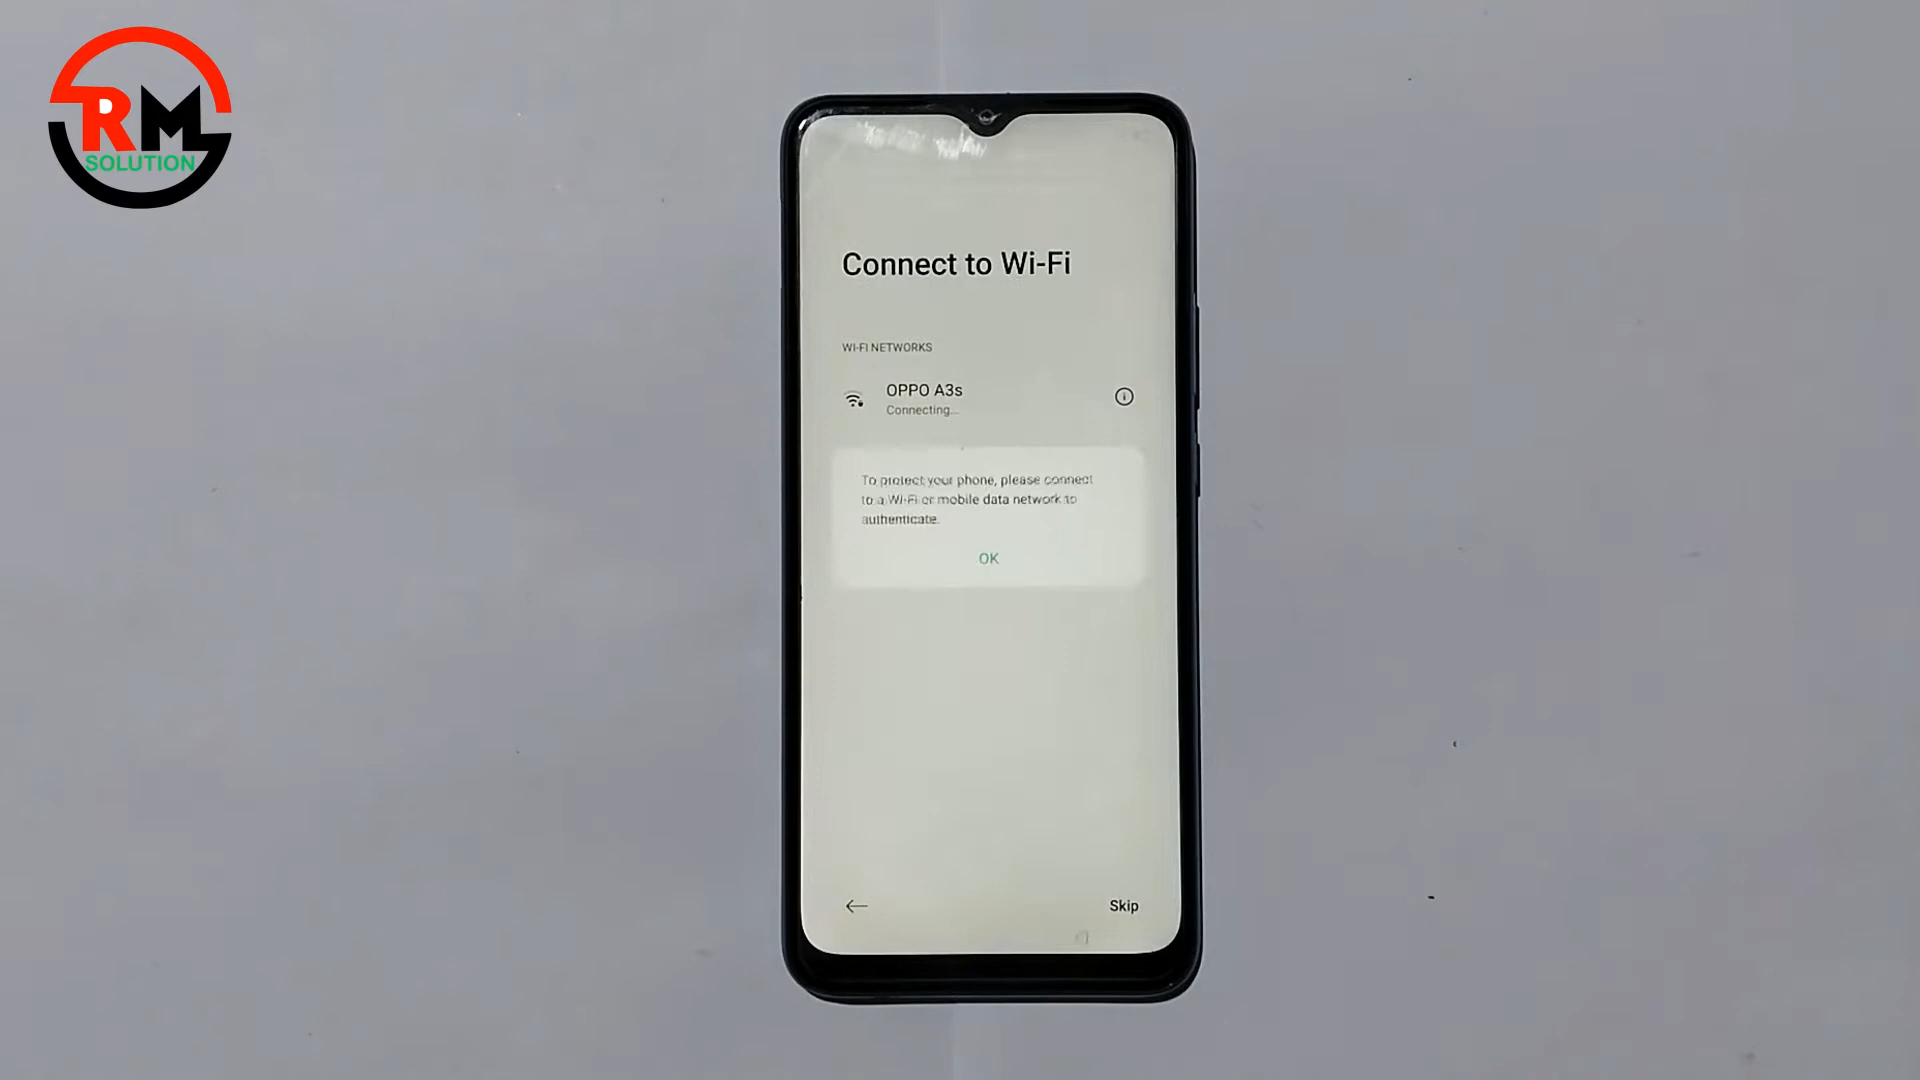 RM
SOLUTION
Connect to Wi-Fi
WI-FI NETWORKS
OPPO A3s
Connecting...
To protect your phone, please connect
to a Wi-Fi or mobile data network to
authenticate.
OK
Skip